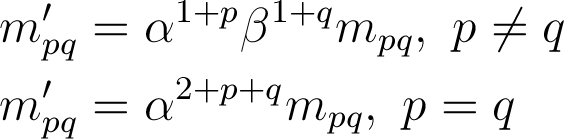 m′_{pq} = α^{1+p}β^{1+q}m_{pq}, p ≠ q
m′_{pq} = α^{2+p+q}m_{pq}, p = q